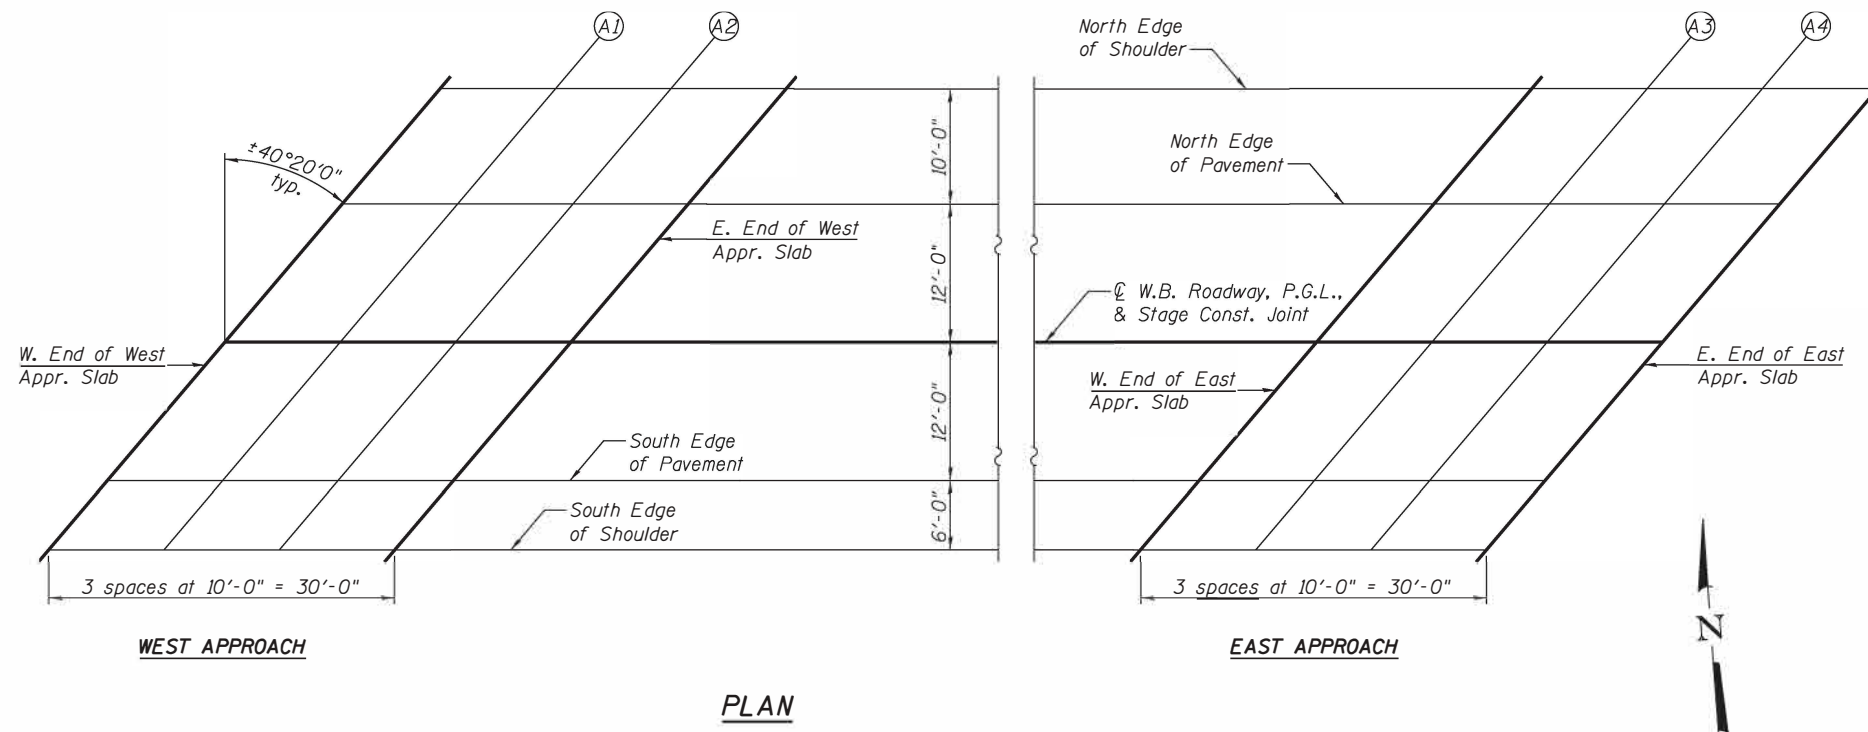 A1
A2
North Edge
of Shoulder
A3
A4
±40°20'0"
typ.
10'-0"
North Edge
of Pavement
E. End of West
Appr. Slab
12'-0"
℄ W.B. Roadway, P.G.L.,
& Stage Const. Joint
W. End of West
Appr. Slab
E. End of East
Appr. Slab
W. End of East
Appr. Slab
12'-0"
South Edge
of Pavement
South Edge
of Shoulder
6'-0"
3 spaces at 10'-0" = 30'-0"
3 spaces at 10'-0" = 30'-0"
N
WEST APPROACH
EAST APPROACH
PLAN